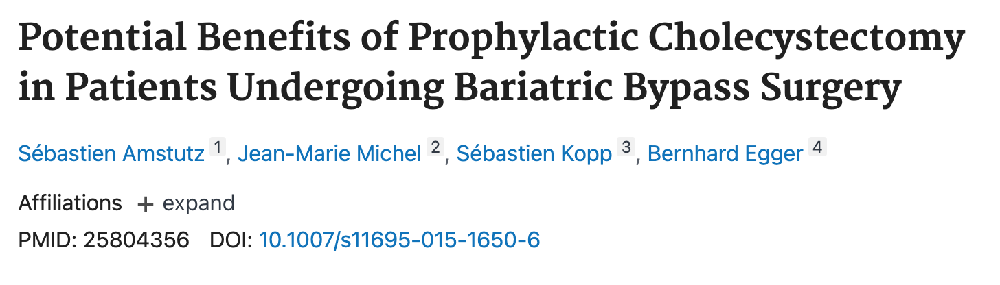 Potential Benefits of Prophylactic Cholecystectomy
in Patients Undergoing Bariatric Bypass Surgery
Sébastien Amstutz 1, Jean-Marie Michel 2, Sébastien Kopp 3, Bernhard Egger 4
Affiliations + expand
PMID: 25804356 DOI: 10.1007/s11695-015-1650-6